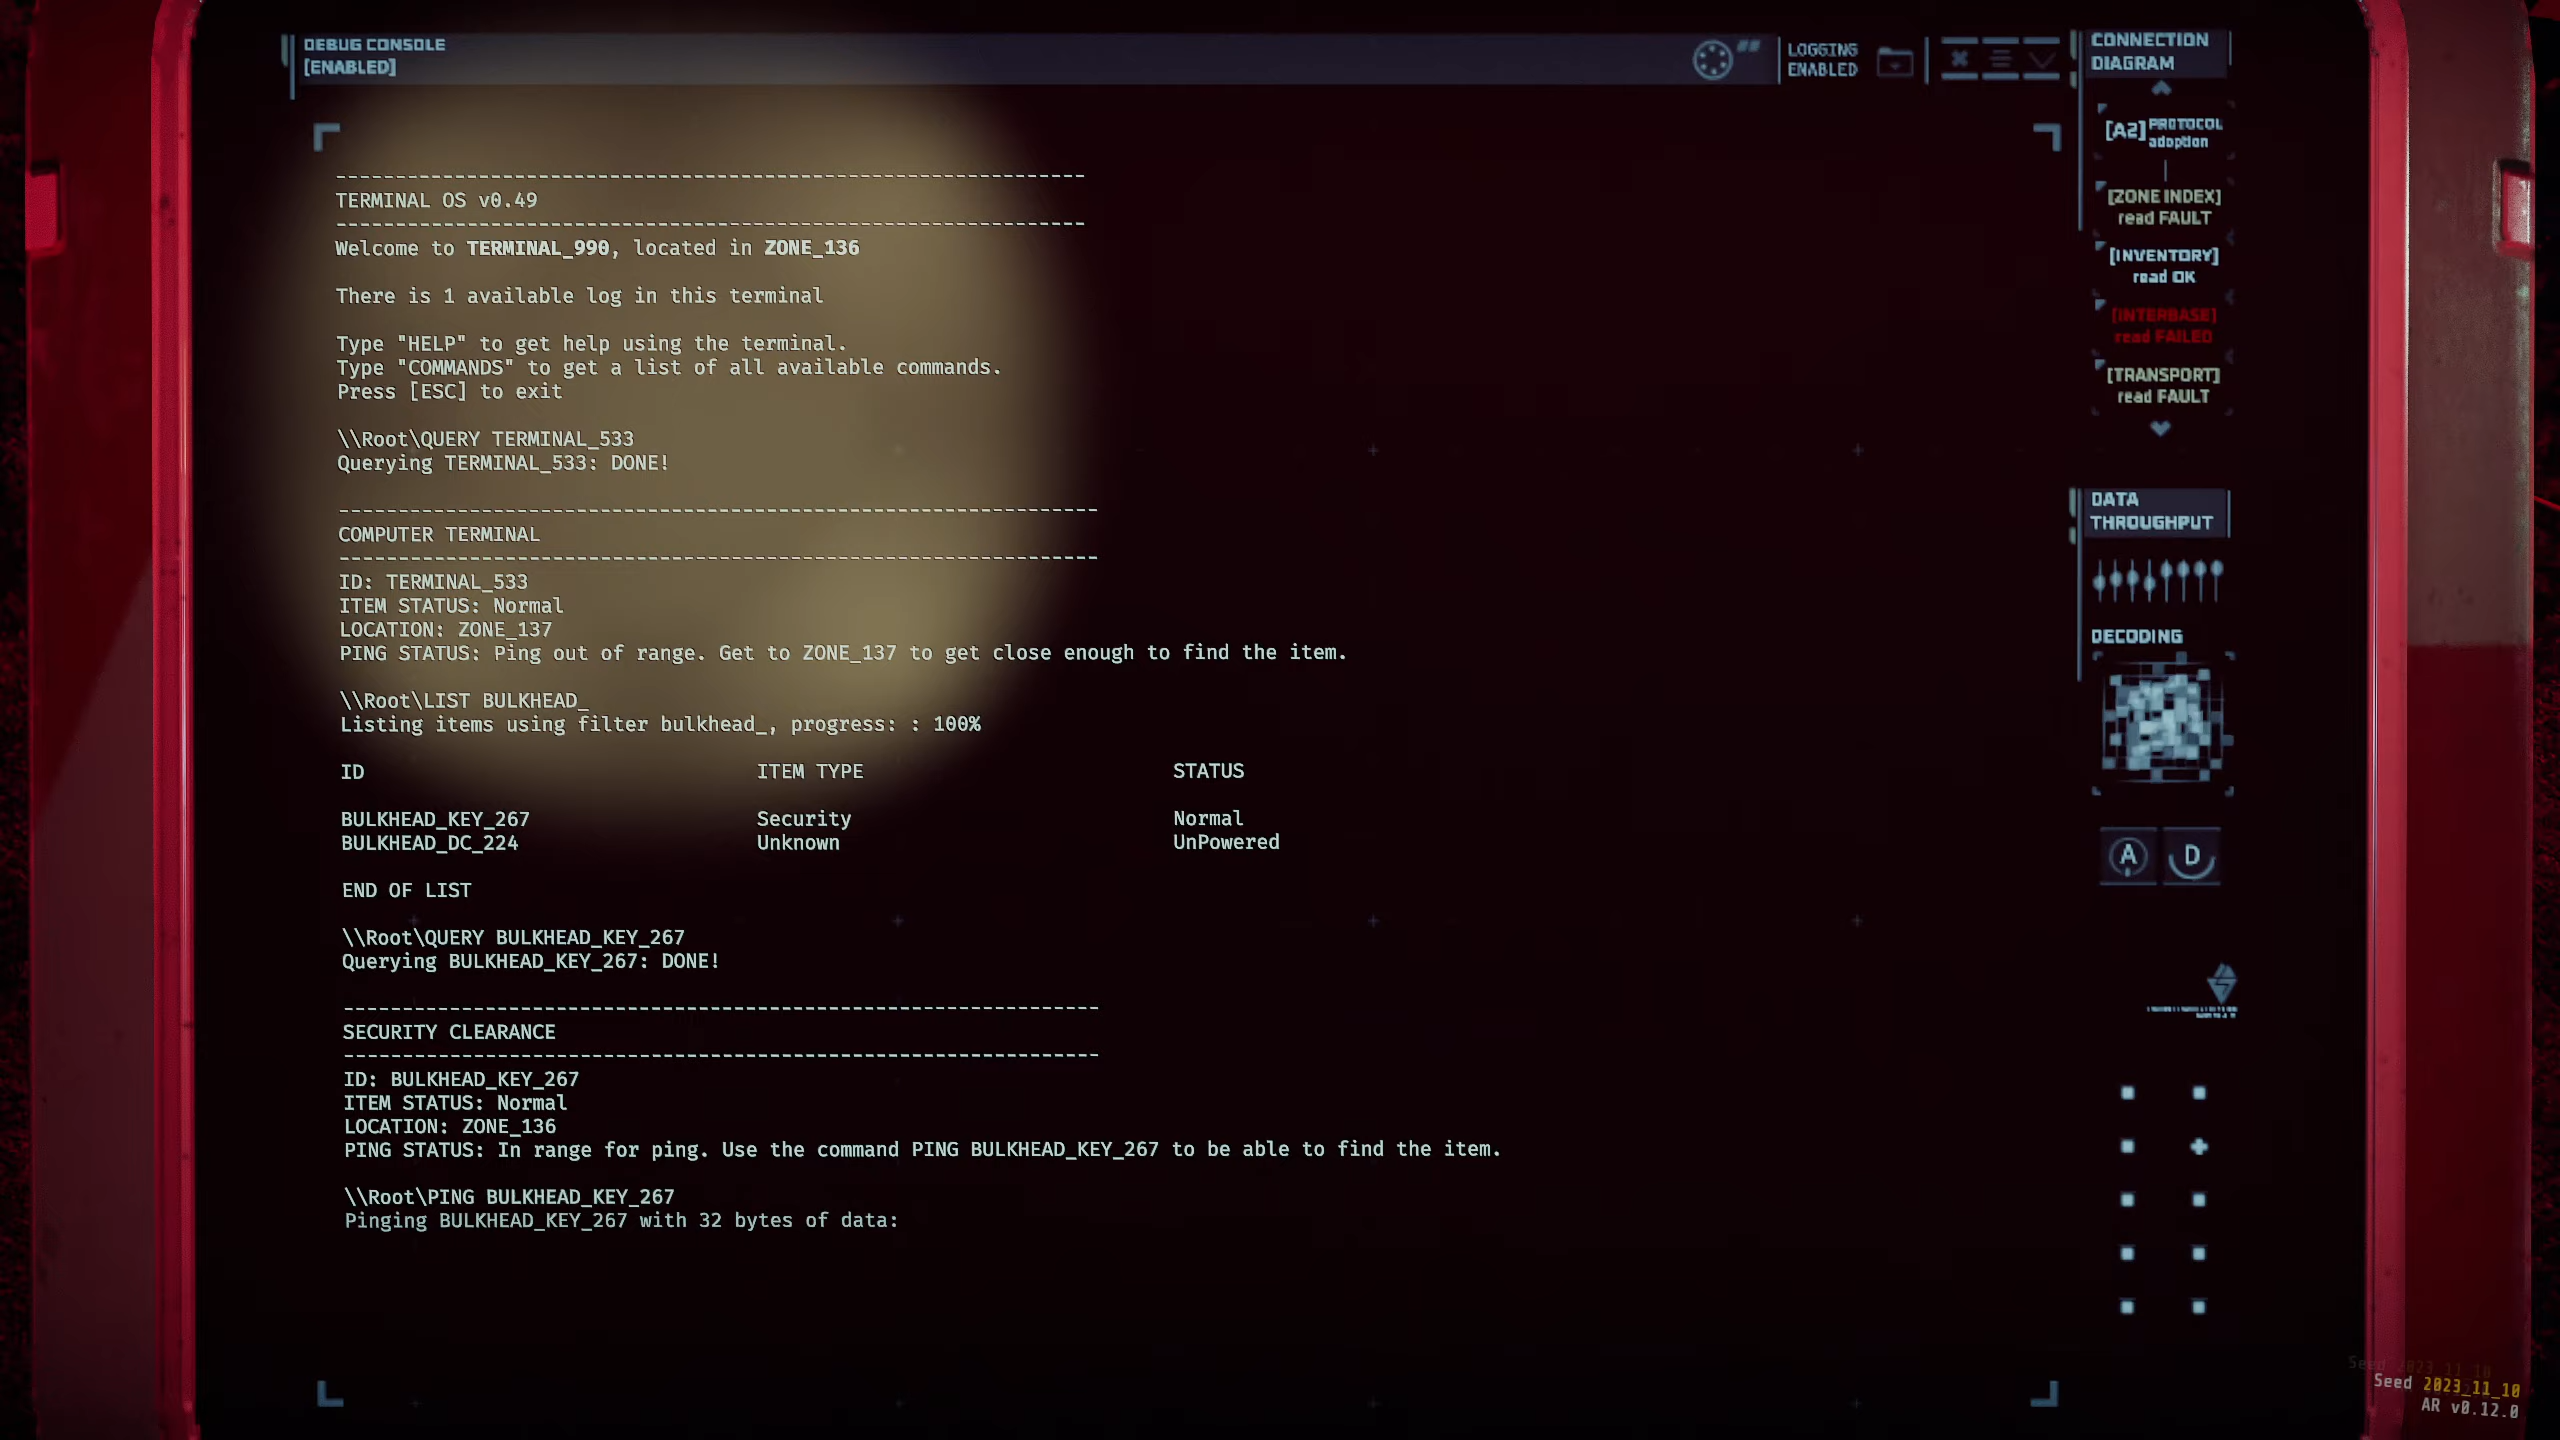 DEBUG CONSOLE
[ENABLED]
LOGGING
ENABLED
----------------------------------------------------------------
TERMINAL OS v0.49
----------------------------------------------------------------
Welcome to TERMINAL_990, located in ZONE_136
There is 1 available log in this terminal
Type "HELP" to get help using the terminal.
Type "COMMANDS" to get a list of all available commands.
Press [ESC] to exit
\\Root\QUERY TERMINAL_533
Querying TERMINAL_533: DONE!
----------------------------------------------------------------
COMPUTER TERMINAL
----------------------------------------------------------------
ID: TERMINAL_533
ITEM STATUS: Normal
LOCATION: ZONE_137
PING STATUS: Ping out of range. Get to ZONE_137 to get close enough to find the item.
\\Root\LIST BULKHEAD_
Listing items using filter bulkhead_, progress: : 100%
ID ITEM TYPE STATUS
BULKHEAD_KEY_267 Security Normal
BULKHEAD_DC_224 Unknown UnPowered
END OF LIST
\\Root\QUERY BULKHEAD_KEY_267
Querying BULKHEAD_KEY_267: DONE!
----------------------------------------------------------------
SECURITY CLEARANCE
----------------------------------------------------------------
ID: BULKHEAD_KEY_267
ITEM STATUS: Normal
LOCATION: ZONE_136
PING STATUS: In range for ping. Use the command PING BULKHEAD_KEY_267 to be able to find the item.
\\Root\PING BULKHEAD_KEY_267
Pinging BULKHEAD_KEY_267 with 32 bytes of data:
CONNECTION
DIAGRAM
[A2] PROTOCOL
adoption
[ZONE INDEX]
read FAULT
[INVENTORY]
read OK
[INTERBASE]
read FAILED
[TRANSPORT]
read FAULT
DATA
THROUGHPUT
DECODING
A D
Seed 2023_11_10
Seed 2023_11_10
AR v0.12.0